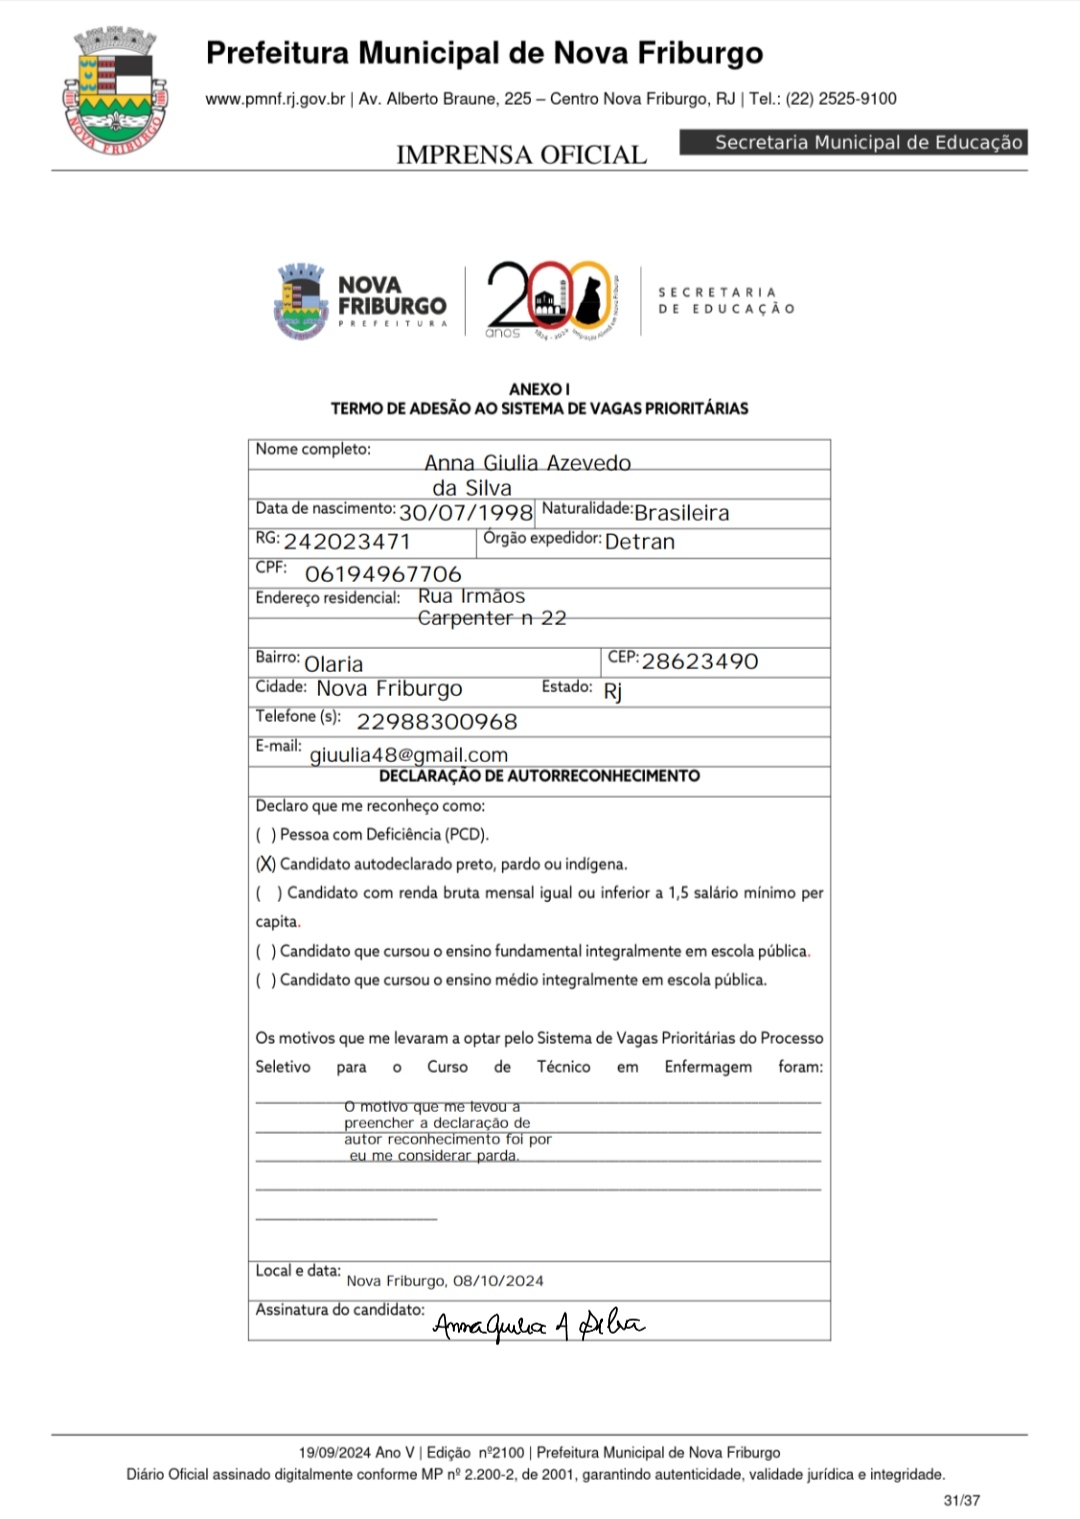 Prefeitura Municipal de Nova Friburgo
www.pmnf.rj.gov.br | Av. Alberto Braune, 225 – Centro Nova Friburgo, RJ | Tel.: (22) 2525-9100
IMPRENSA OFICIAL
Secretaria Municipal de Educação
NOVA FRIBURGO
NOVA
FRIBURGO
PREFEITURA
200
anos
SECRETARIA
DE EDUCAÇÃO
ANEXO I
TERMO DE ADESÃO AO SISTEMA DE VAGAS PRIORITÁRIAS
Nome completo: Anna Giulia Azevedo
da Silva
Data de nascimento: 30/07/1998 Naturalidade: Brasileira
RG: 242023471 Órgão expedidor: Detran
CPF: 06194967706
Endereço residencial: Rua Irmãos
Carpenter n 22
Bairro: Olaria CEP: 28623490
Cidade: Nova Friburgo Estado: Rj
Telefone (s): 22988300968
E-mail: giuulia48@gmail.com
DECLARAÇÃO DE AUTORRECONHECIMENTO
Declaro que me reconheço como:
( ) Pessoa com Deficiência (PCD).
(X) Candidato autodeclarado preto, pardo ou indígena.
( ) Candidato com renda bruta mensal igual ou inferior a 1,5 salário mínimo per
capita.
( ) Candidato que cursou o ensino fundamental integralmente em escola pública.
( ) Candidato que cursou o ensino médio integralmente em escola pública.
Os motivos que me levaram a optar pelo Sistema de Vagas Prioritárias do Processo
Seletivo para o Curso de Técnico em Enfermagem foram:
O motivo que me levou a
preencher a declaração de
autor reconhecimento foi por
eu me considerar parda.
Local e data: Nova Friburgo, 08/10/2024
Assinatura do candidato: Anna Giulia A Silva
19/09/2024 Ano V | Edição nº2100 | Prefeitura Municipal de Nova Friburgo
Diário Oficial assinado digitalmente conforme MP nº 2.200-2, de 2001, garantindo autenticidade, validade jurídica e integridade.
31/37